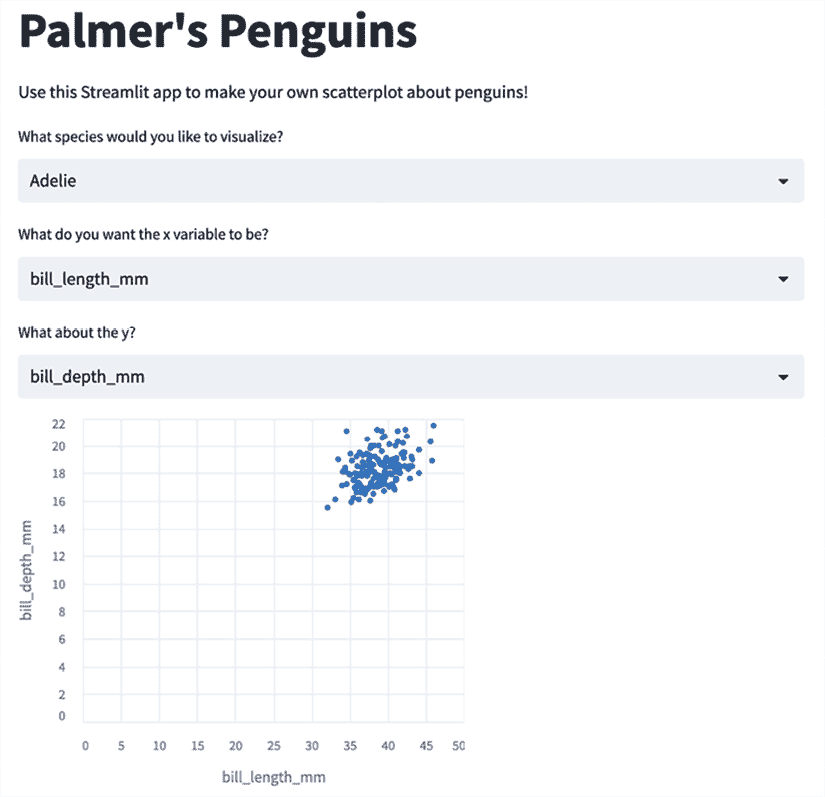 Palmer's Penguins
Use this Streamlit app to make your own scatterplot about penguins!
What species would you like to visualize?
Adelie
What do you want the x variable to be?
bill_length_mm
What about the y?
bill_depth_mm
22
20
18
16
14
12
10
8
6
4
2
0
bill_depth_mm
0 5 10 15 20 25 30 35 40 45 50
bill_length_mm